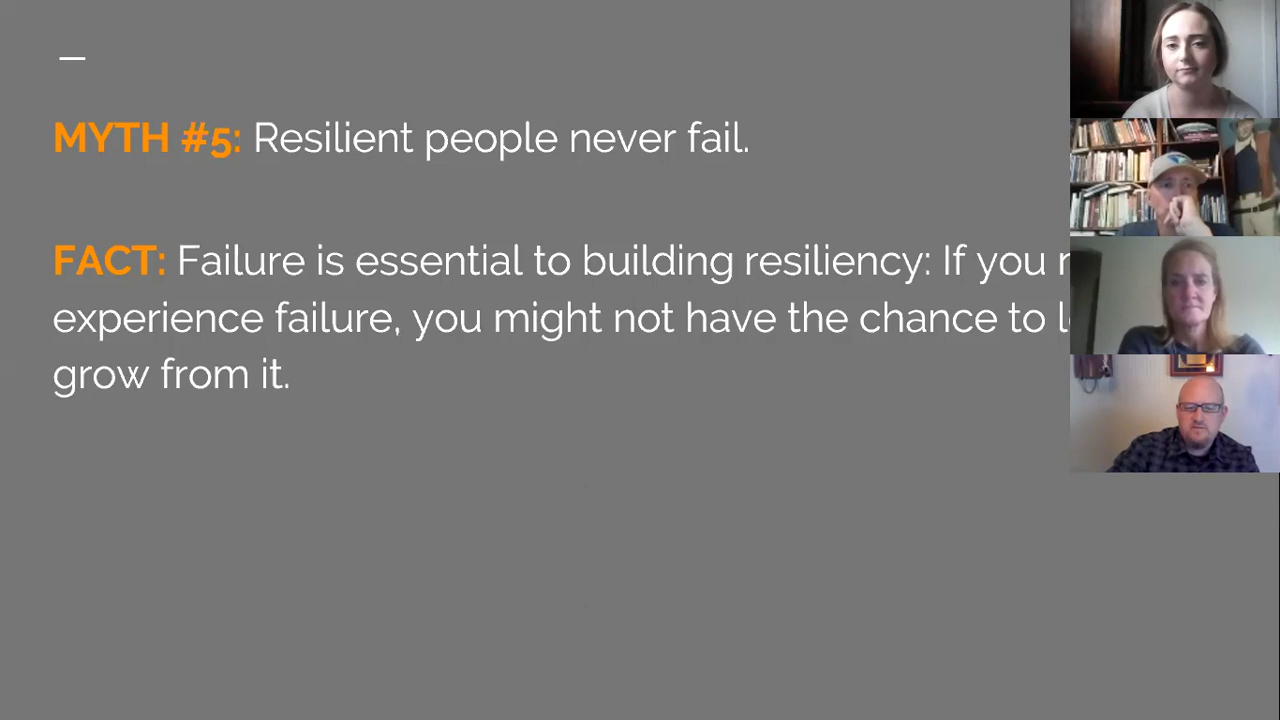 MYTH #5: Resilient people never fail.
FACT: Failure is essential to building resiliency: If you
experience failure, you might not have the chance to
grow from it.